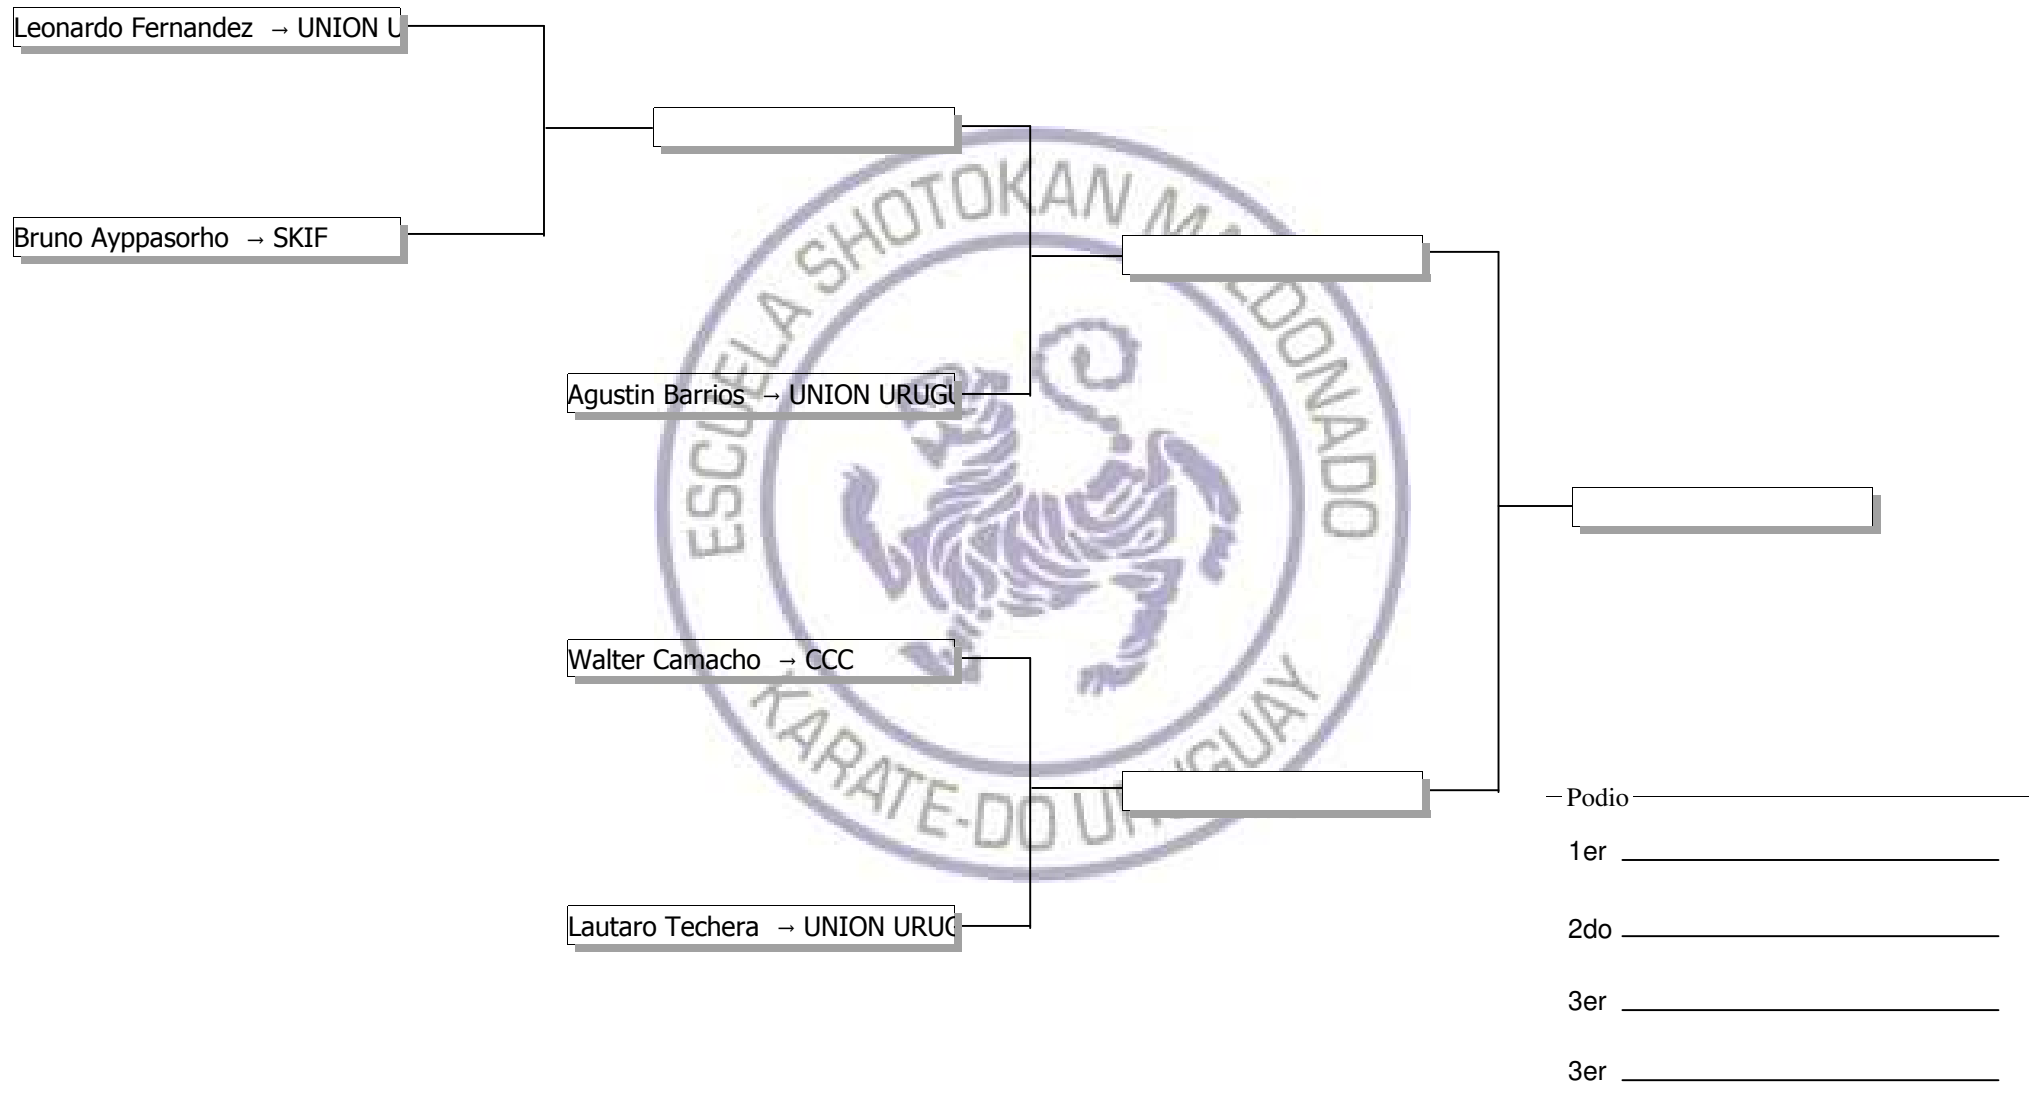 Leonardo Fernandez → UNION U
Bruno Ayppasorho → SKIF
Agustin Barrios → UNION URUGU
Walter Camacho → CCC
Lautaro Techera → UNION URUG
ESCUELA SHOTOKAN MALDONADO
KARATE-DO URUGUAY
Podio
1er
2do
3er
3er